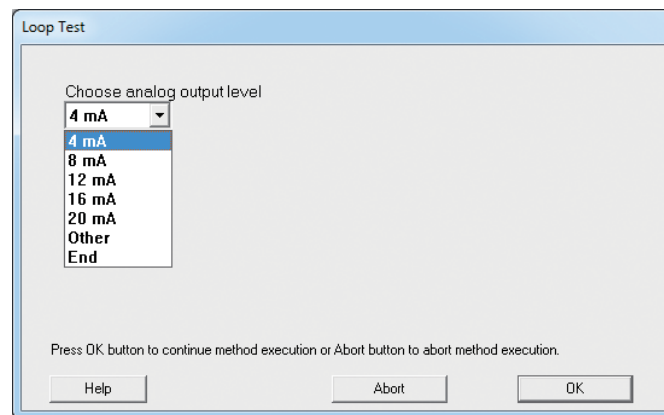 Loop Test
Choose analog output level
4 mA
4 mA
8 mA
12 mA
16 mA
20 mA
Other
End
Press OK button to continue method execution or Abort button to abort method execution.
Help
Abort
OK